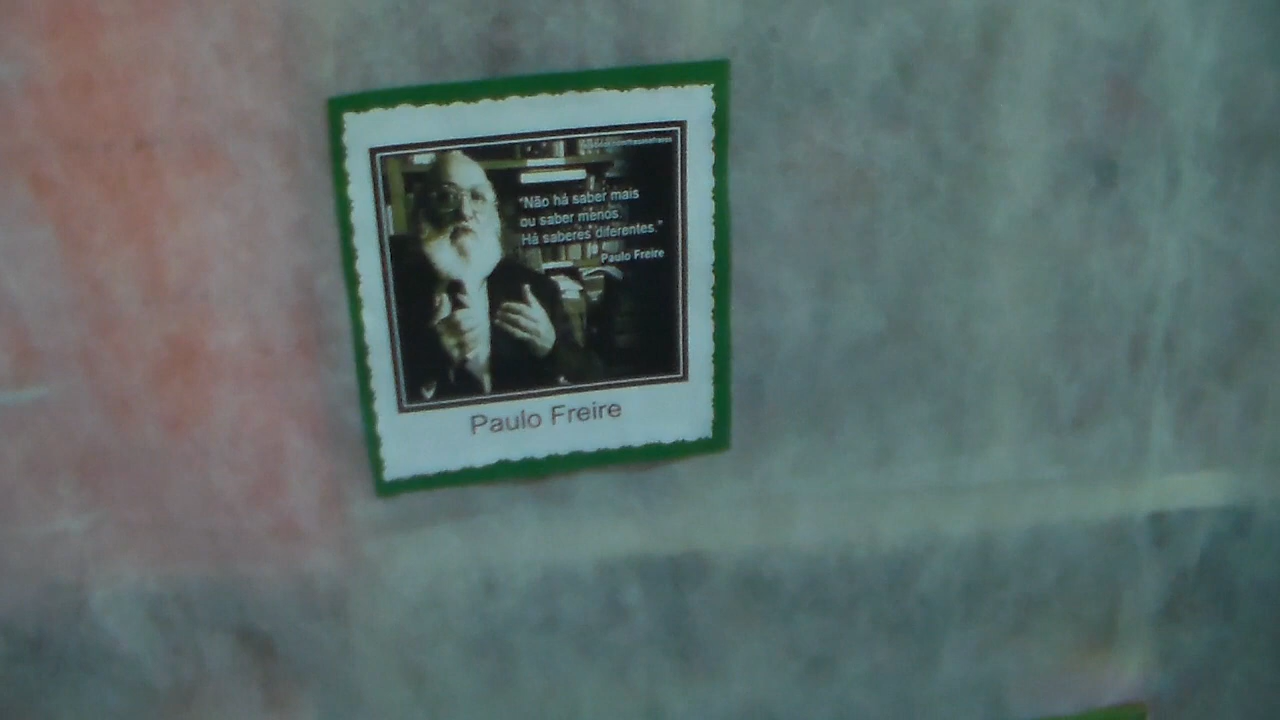 "Não há saber mais
ou saber menos
Há saberes diferentes."
Paulo Freire
Paulo Freire